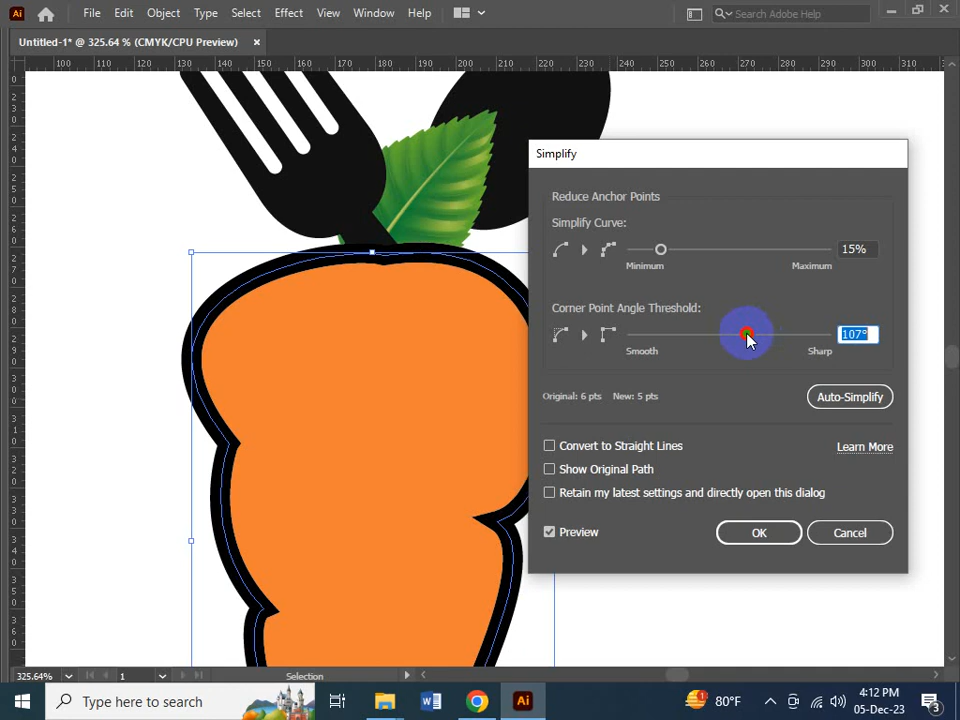 Ai File Edit Object Type Select Effect View Window Help Search Adobe Help
Untitled-1* @ 325.64 % (CMYK/CPU Preview) ×
100 110 120 130 140 150 160 170 180 190 200 210 220 230 240 250 260 270 280 290 300 310
Simplify
Reduce Anchor Points
Simplify Curve:
15%
Minimum Maximum
Corner Point Angle Threshold:
107°
Smooth Sharp
Original: 6 pts New: 5 pts Auto-Simplify
Convert to Straight Lines Learn More
Show Original Path
Retain my latest settings and directly open this dialog
Preview OK Cancel
325.64% 1 Selection
Type here to search W Ai 1 80°F 4:12 PM
05-Dec-23 3